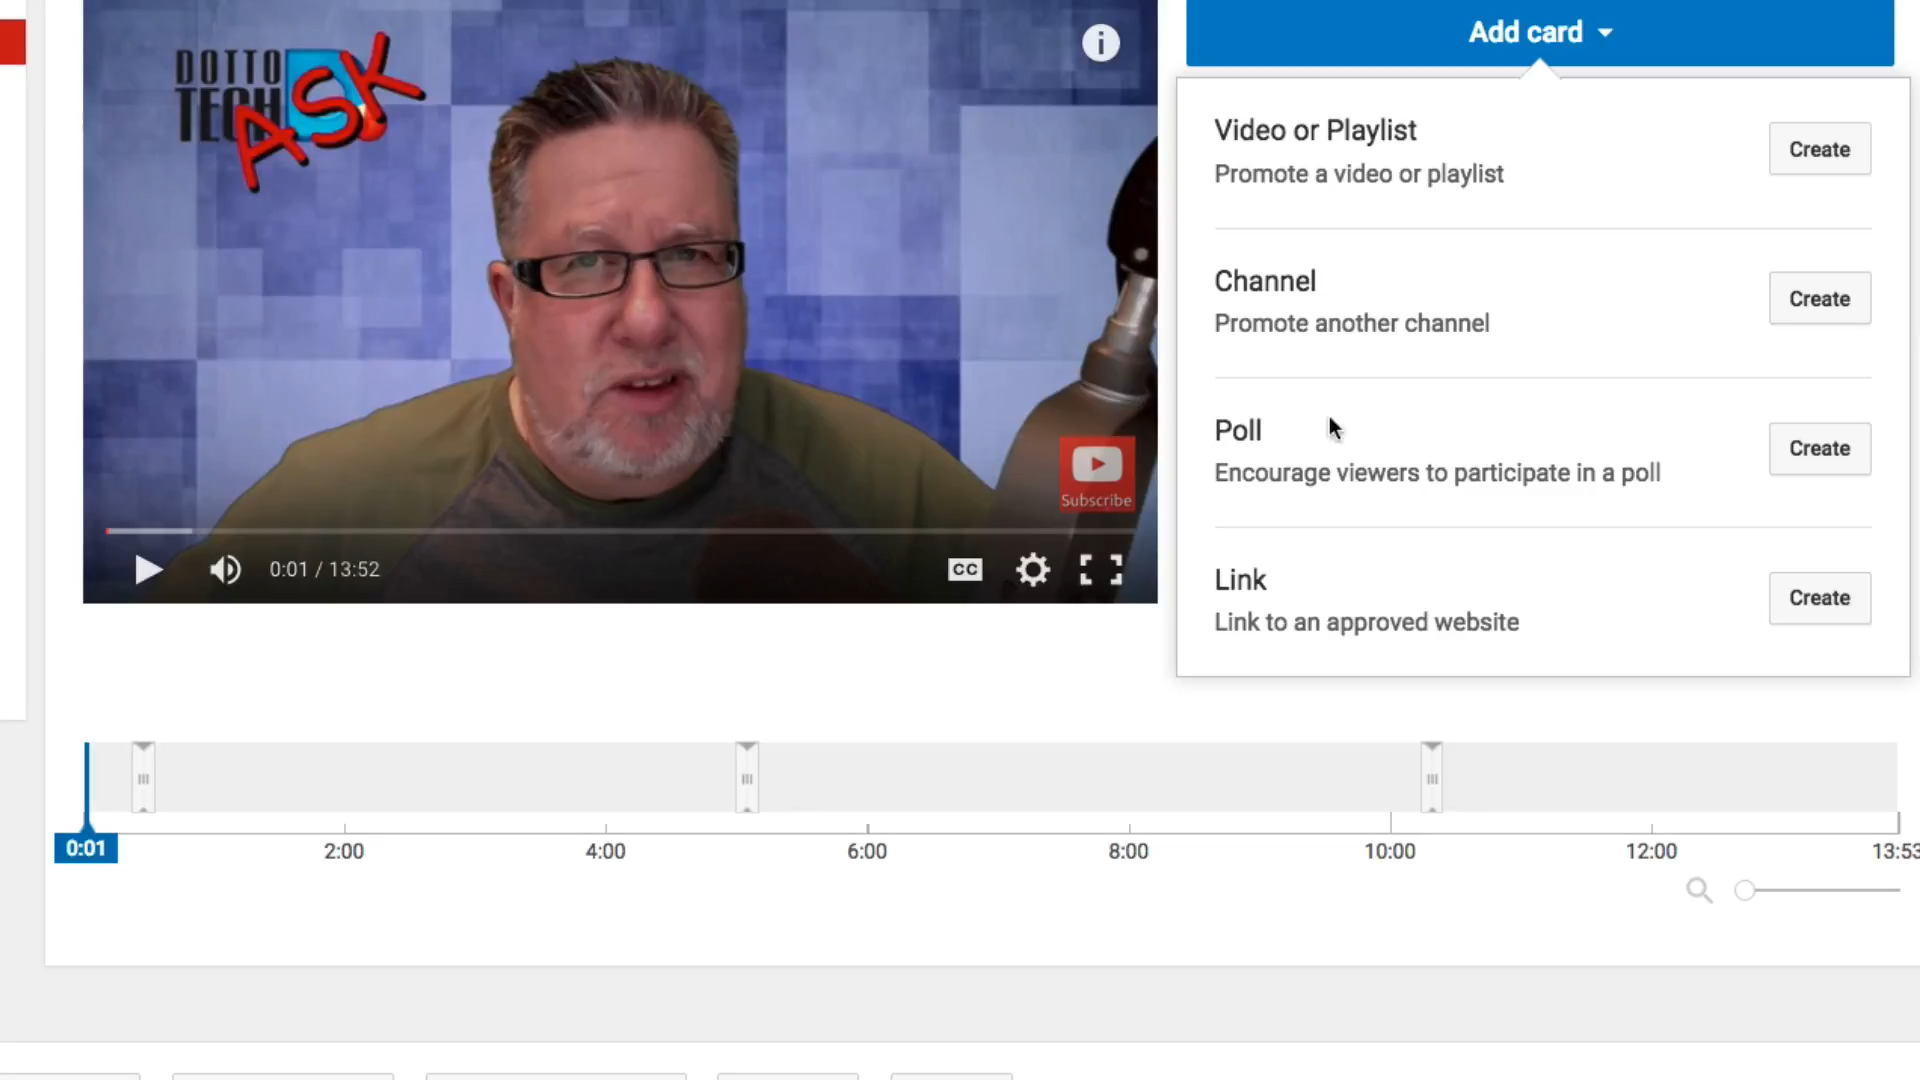 DOTTO
TECH
ASK
Subscribe
0:01 / 13:52
CC
Add card
Video or Playlist
Promote a video or playlist
Create
Channel
Promote another channel
Create
Poll
Encourage viewers to participate in a poll
Create
Link
Link to an approved website
Create
0:01
2:00
4:00
6:00
8:00
10:00
12:00
13:53